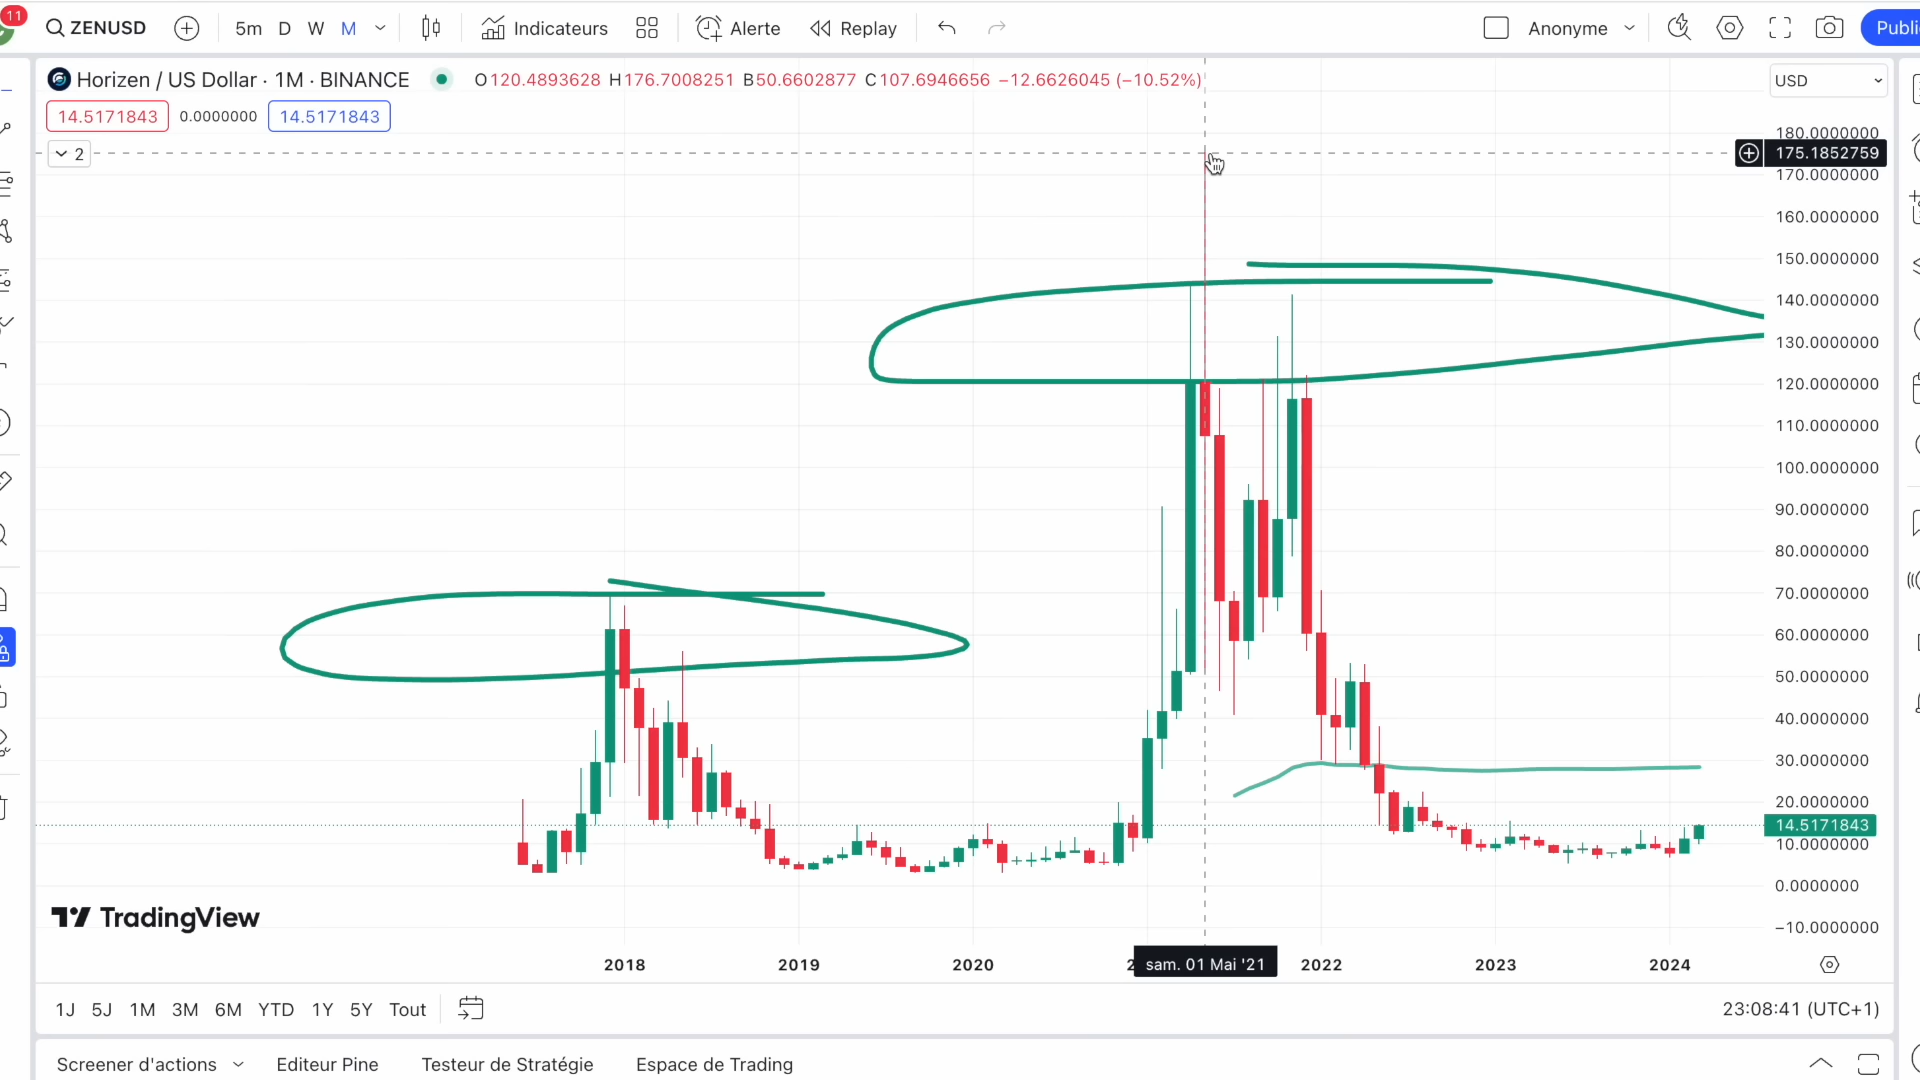 11
ZENUSD
5m D W M
Indicateurs
Alerte
Replay
Anonyme
Horizen / US Dollar · 1M · BINANCE
O120.4893628 H176.7008251 B50.6602877 C107.6946656 −12.6626045 (−10.52%)
USD
14.5171843 0.0000000 14.5171843
2
180.0000000
175.1852759
170.0000000
160.0000000
150.0000000
140.0000000
130.0000000
120.0000000
110.0000000
100.0000000
90.0000000
80.0000000
70.0000000
60.0000000
50.0000000
40.0000000
30.0000000
20.0000000
14.5171843
10.0000000
0.0000000
−10.0000000
TradingView
2018 2019 2020 sam. 01 Mai '21 2022 2023 2024
1J 5J 1M 3M 6M YTD 1Y 5Y Tout
23:08:41 (UTC+1)
Screener d'actions Editeur Pine Testeur de Stratégie Espace de Trading